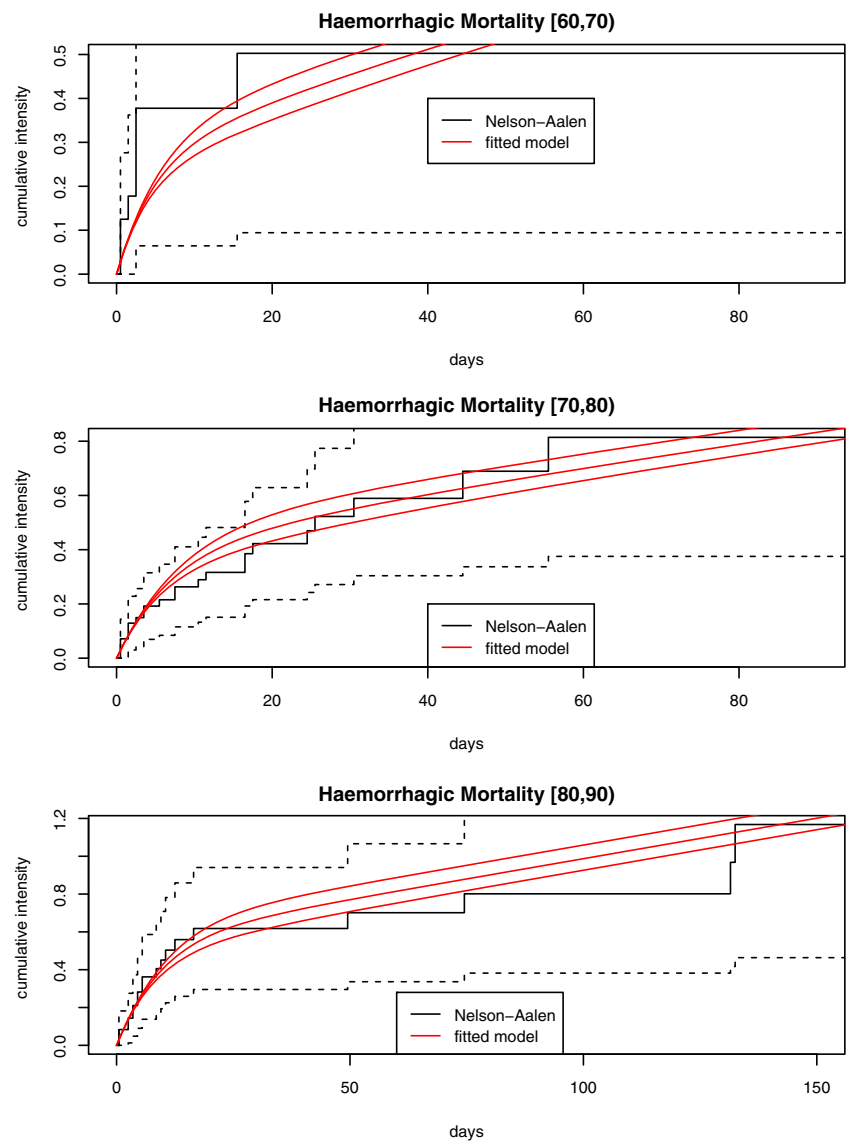 Haemorrhagic Mortality [60,70)
cumulative intensity
0.0 0.1 0.2 0.3 0.4 0.5
Nelson−Aalen
fitted model
0 20 40 60 80
days
Haemorrhagic Mortality [70,80)
cumulative intensity
0.0 0.2 0.4 0.6 0.8
Nelson−Aalen
fitted model
0 20 40 60 80
days
Haemorrhagic Mortality [80,90)
cumulative intensity
0.0 0.4 0.8 1.2
Nelson−Aalen
fitted model
0 50 100 150
days